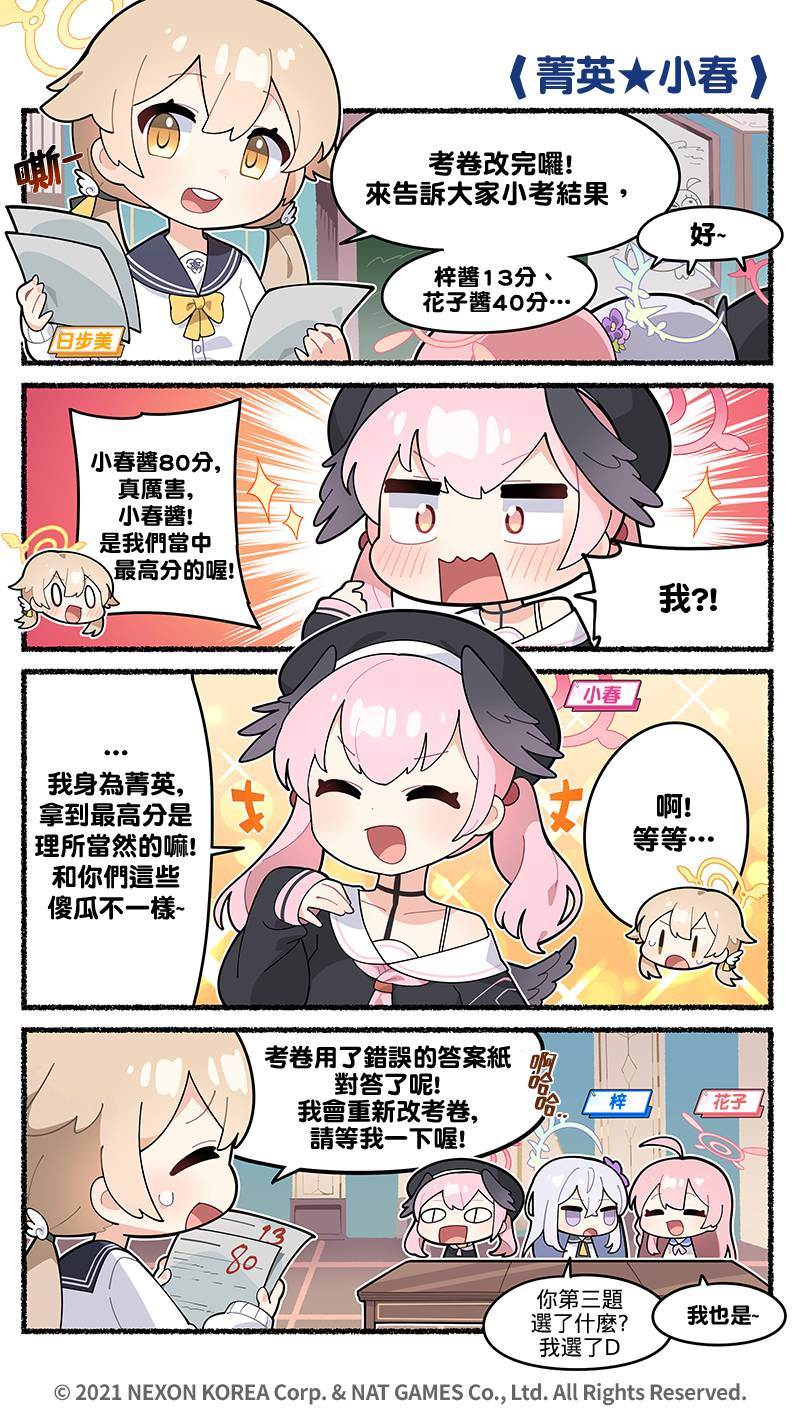 《菁英★小春》
嘶─
考卷改完囉!
來告訴大家小考結果，
好~
梓醬13分、
花子醬40分…
日步美
小春醬80分,
真厲害,
小春醬!
是我們當中
最高分的喔!
我?!
小春
…
我身為菁英,
拿到最高分是
理所當然的嘛!
和你們這些
傻瓜不一樣~
啊!
等等…
考卷用了錯誤的答案紙
對答了呢!
我會重新改考卷,
請等我一下喔!
啊哈哈..
梓
花子
13
80
你第三題
選了什麼?
我選了D
我也是~
© 2021 NEXON KOREA Corp. & NAT GAMES Co., Ltd. All Rights Reserved.